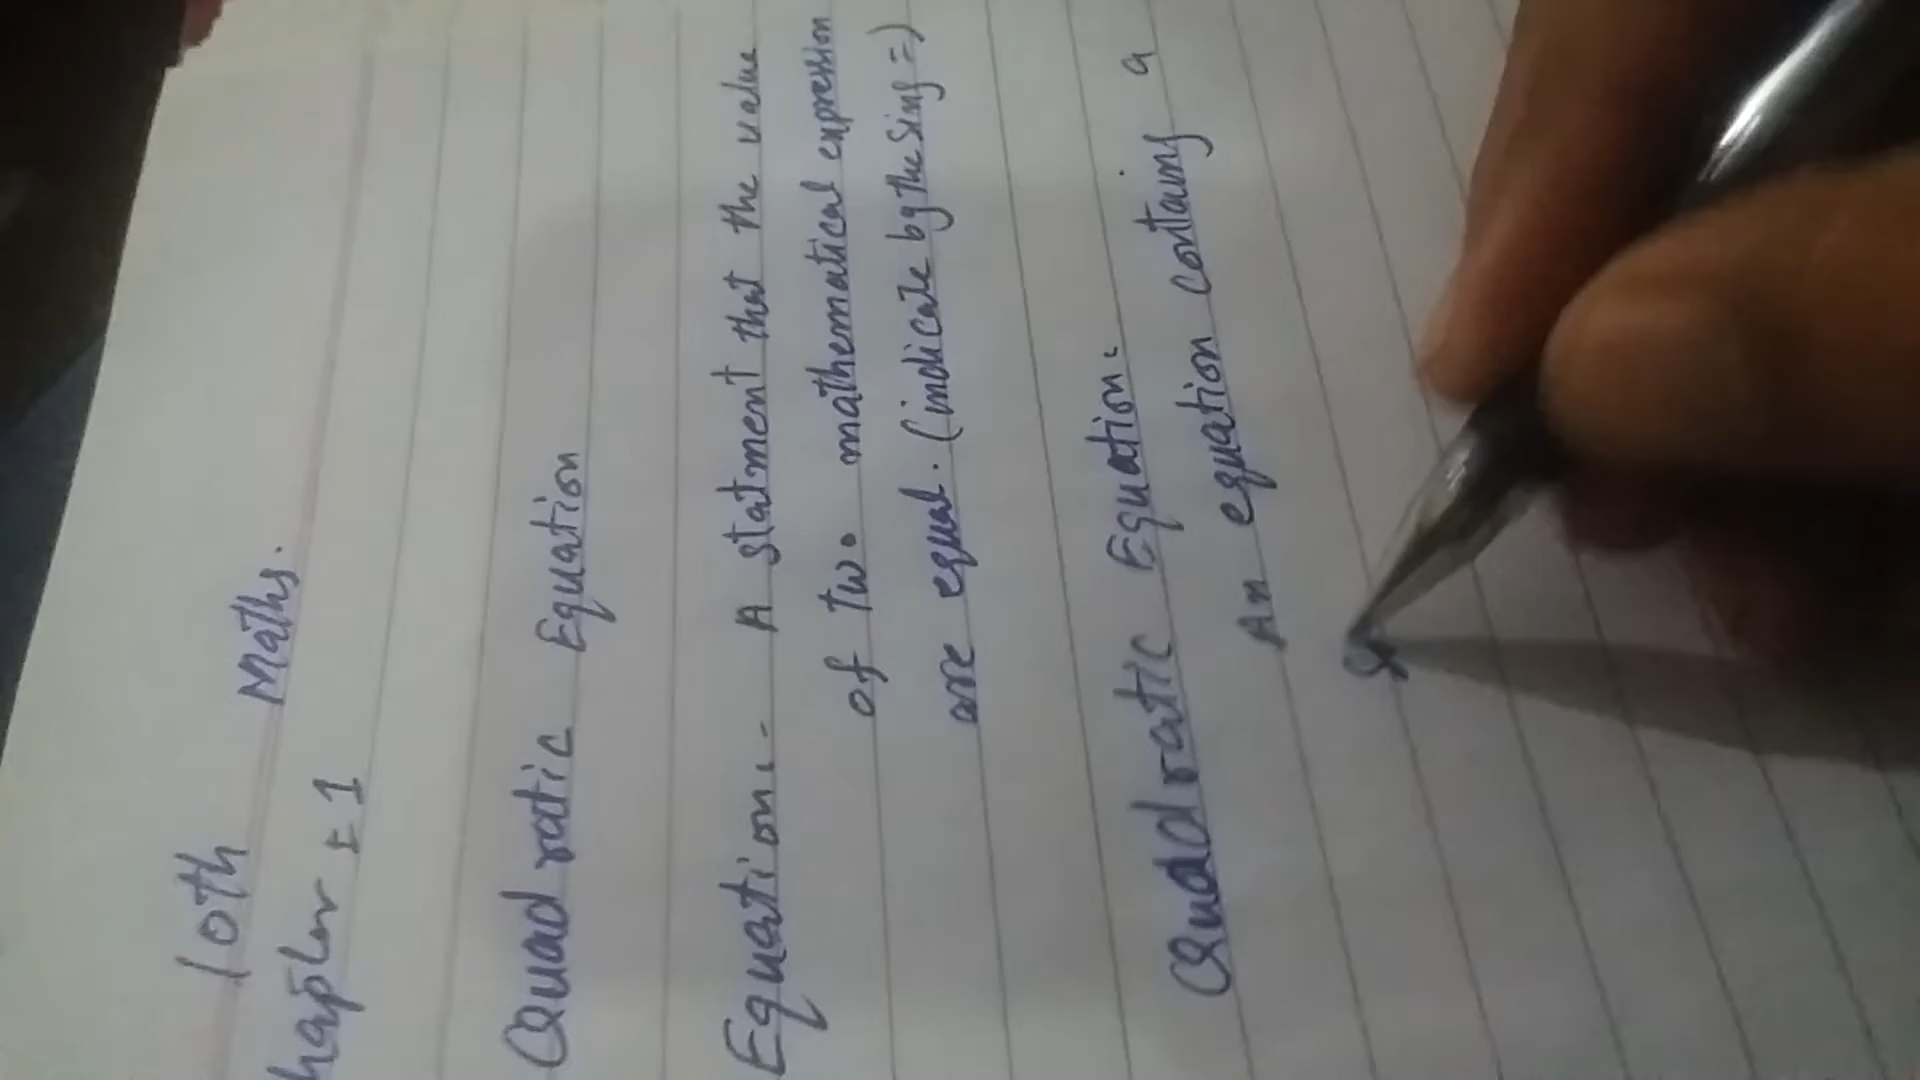 10th Maths.
hapter ± 1
Quadratic Equation
Equation.- A statment that the value
of two. mathematical expression
are equal. (indicate by the Sing =)
Quadratic Equation.
An equation containg a